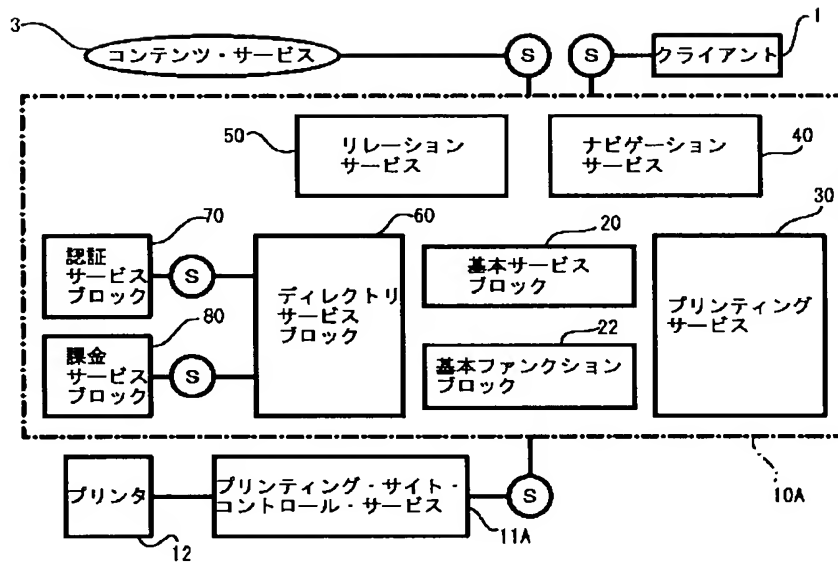 3
コンテンツ・サービス
S
S
クライアント
1
50
リレーション
サービス
ナビゲーション
サービス
40
70
認証
サービス
ブロック
S
60
ディレクトリ
サービス
ブロック
20
基本サービス
ブロック
30
プリンティング
サービス
80
課金
サービス
ブロック
S
22
基本ファンクション
ブロック
プリンタ
12
プリンティング・サイト・
コントロール・サービス
11A
S
10A